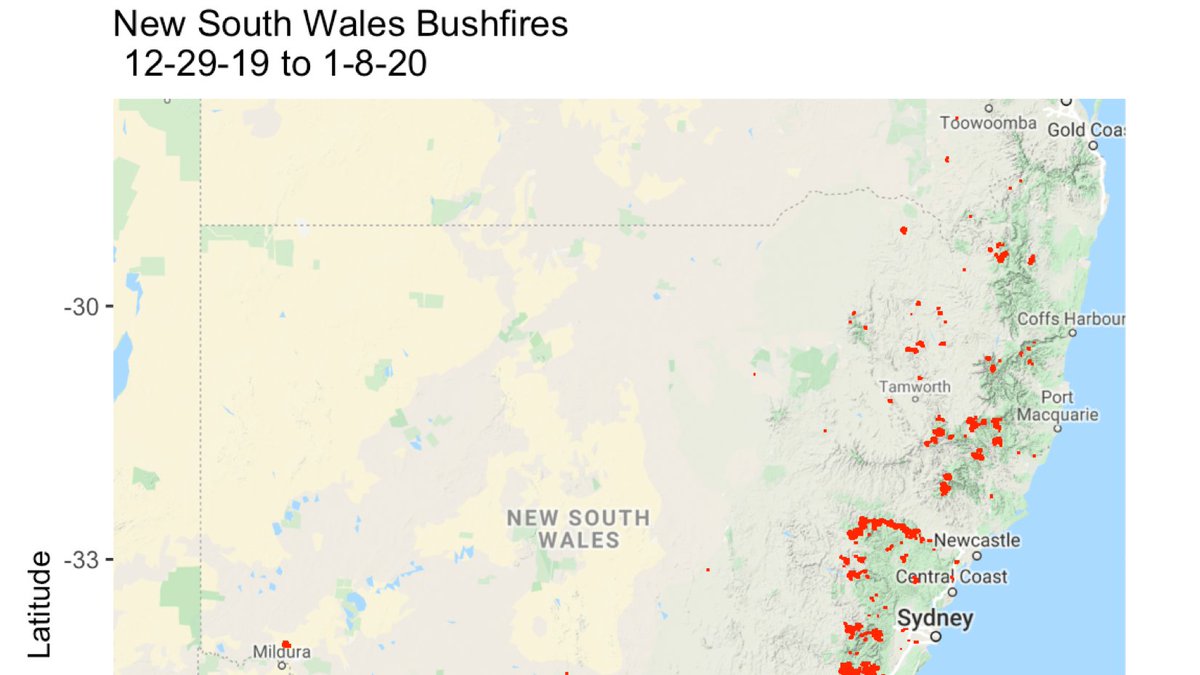 New South Wales Bushfires
12-29-19 to 1-8-20
Toowoomba
Gold Coas
-30
Coffs Harbour
Tamworth
Port
Macquarie
NEW SOUTH
WALES
Newcastle
-33
Central Coast
Sydney
Latitude
Mildura